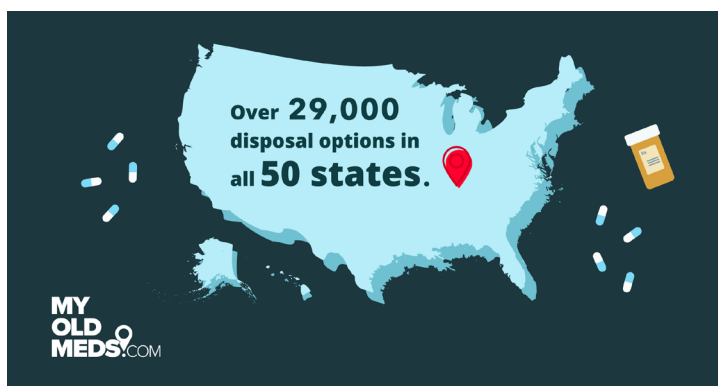 Over 29,000
disposal options in
all 50 states.
MY
OLD
MEDS.COM